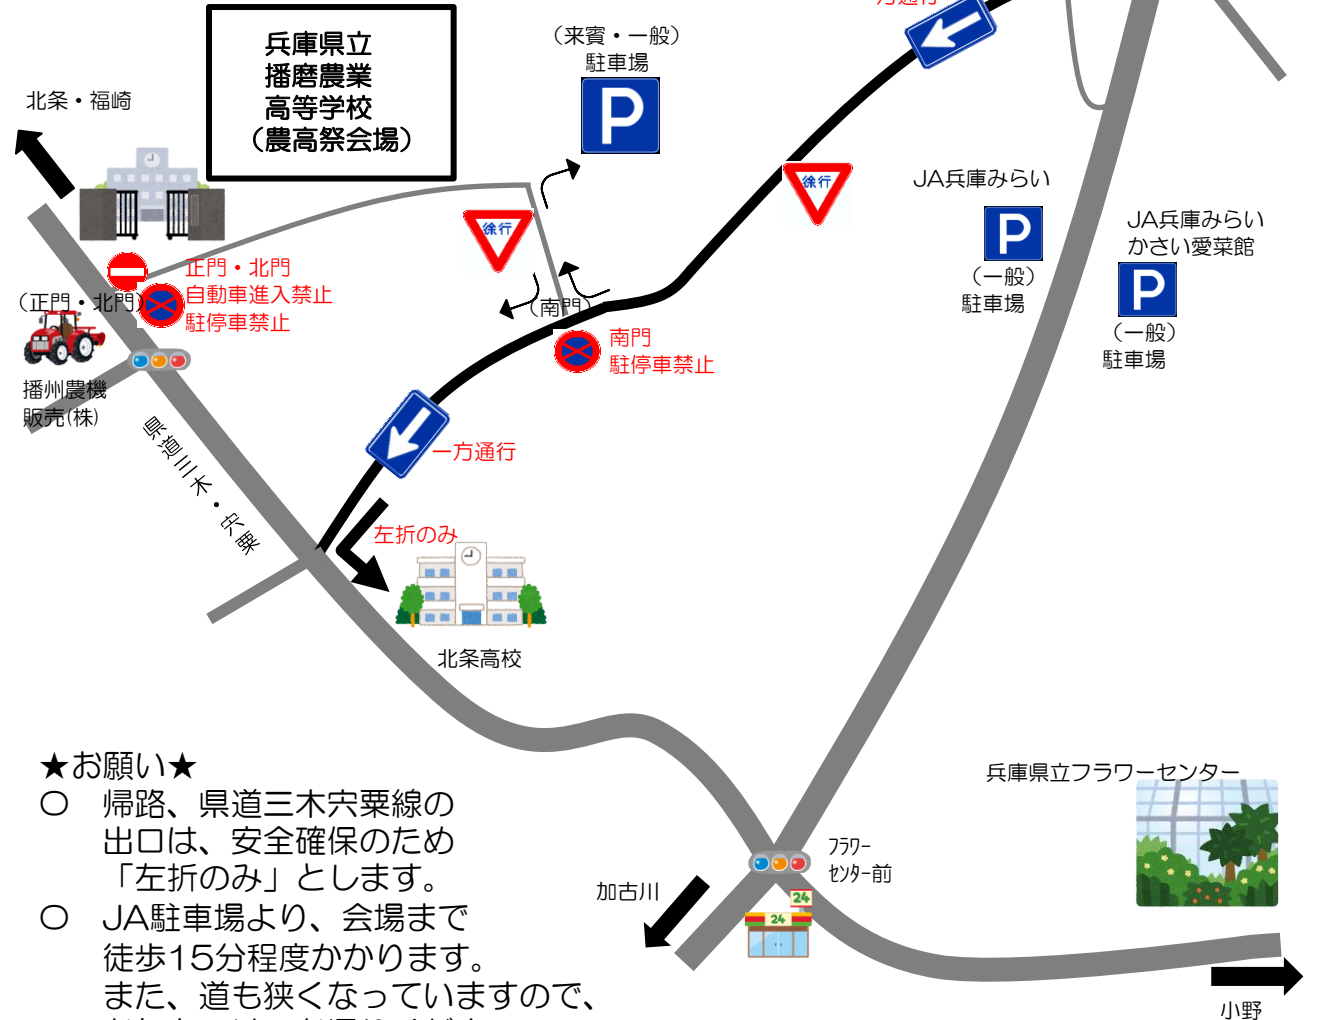 一方通行
兵庫県立
播磨農業
高等学校
（農高祭会場）
（来賓・一般）
駐車場
P
北条・福崎
徐行
徐行
JA兵庫みらい
P
（一般）
駐車場
JA兵庫みらい
かさい愛菜館
P
（一般）
駐車場
正門・北門
自動車進入禁止
駐停車禁止
（正門・北門）
（南門）
南門
駐停車禁止
播州農機
販売(株)
県道三木・宍粟
一方通行
左折のみ
北条高校
★お願い★
○　帰路、県道三木宍粟線の
出口は、安全確保のため
「左折のみ」とします。
○　JA駐車場より、会場まで
徒歩15分程度かかります。
また、道も狭くなっていますので、
兵庫県立フラワーセンター
ﾌﾗﾜｰ
ｾﾝﾀｰ前
24
24
加古川
小野